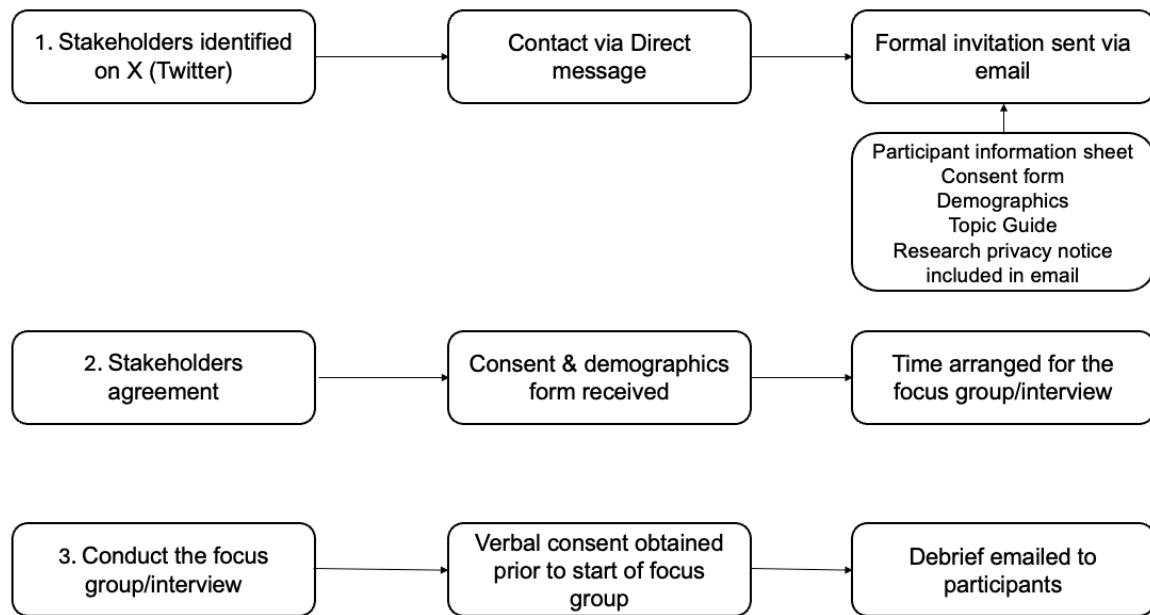 1. Stakeholders identified
on X (Twitter)
Contact via Direct
message
Formal invitation sent via
email
Participant information sheet
Consent form
Demographics
Topic Guide
Research privacy notice
included in email
2. Stakeholders
agreement
Consent & demographics
form received
Time arranged for the
focus group/interview
3. Conduct the focus
group/interview
Verbal consent obtained
prior to start of focus
group
Debrief emailed to
participants